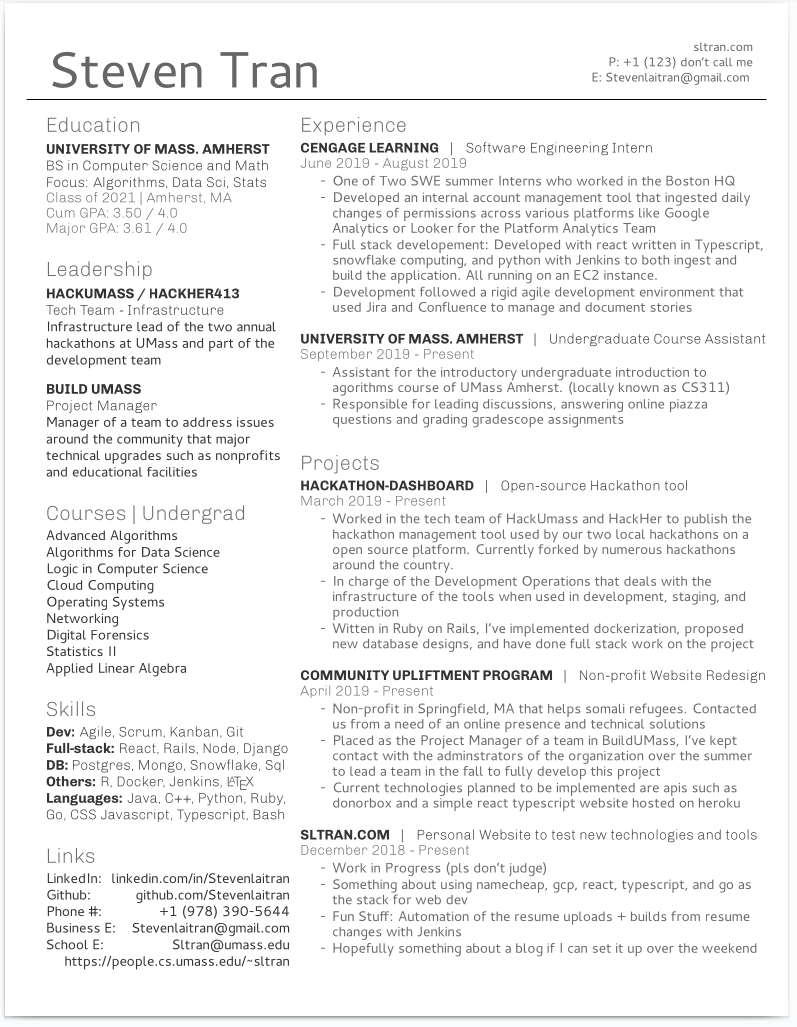 Steven Tran
sltran.com
P: +1 (123) don't call me
E: Stevenlaitran@gmail.com
Education
UNIVERSITY OF MASS. AMHERST
BS in Computer Science and Math
Focus: Algorithms, Data Sci, Stats
Class of 2021 | Amherst, MA
Cum GPA: 3.50 / 4.0
Major GPA: 3.61 / 4.0
Leadership
HACKUMASS / HACKHER413
Tech Team - Infrastructure
Infrastructure lead of the two annual
hackathons at UMass and part of the
development team
BUILD UMASS
Project Manager
Manager of a team to address issues
around the community that major
technical upgrades such as nonprofits
and educational facilities
Courses | Undergrad
Advanced Algorithms
Algorithms for Data Science
Logic in Computer Science
Cloud Computing
Operating Systems
Networking
Digital Forensics
Statistics II
Applied Linear Algebra
Skills
Dev: Agile, Scrum, Kanban, Git
Full-stack: React, Rails, Node, Django
DB: Postgres, Mongo, Snowflake, Sql
Others: R, Docker, Jenkins, LATEX
Languages: Java, C++, Python, Ruby,
Go, CSS Javascript, Typescript, Bash
Links
LinkedIn: linkedin.com/in/Stevenlaitran
Github: github.com/Stevenlaitran
Phone #: +1 (978) 390-5644
Business E: Stevenlaitran@gmail.com
School E: Sltran@umass.edu
https://people.cs.umass.edu/~sltran
Experience
CENGAGE LEARNING | Software Engineering Intern
June 2019 - August 2019
- One of Two SWE summer Interns who worked in the Boston HQ
- Developed an internal account management tool that ingested daily
changes of permissions across various platforms like Google
Analytics or Looker for the Platform Analytics Team
- Full stack developement: Developed with react written in Typescript,
snowflake computing, and python with Jenkins to both ingest and
build the application. All running on an EC2 instance.
- Development followed a rigid agile development environment that
used Jira and Confluence to manage and document stories
UNIVERSITY OF MASS. AMHERST | Undergraduate Course Assistant
September 2019 - Present
- Assistant for the introductory undergraduate introduction to
agorithms course of UMass Amherst. (locally known as CS311)
- Responsible for leading discussions, answering online piazza
questions and grading gradescope assignments
Projects
HACKATHON-DASHBOARD | Open-source Hackathon tool
March 2019 - Present
- Worked in the tech team of HackUmass and HackHer to publish the
hackathon management tool used by our two local hackathons on a
open source platform. Currently forked by numerous hackathons
around the country.
- In charge of the Development Operations that deals with the
infrastructure of the tools when used in development, staging, and
production
- Witten in Ruby on Rails, I've implemented dockerization, proposed
new database designs, and have done full stack work on the project
COMMUNITY UPLIFTMENT PROGRAM | Non-profit Website Redesign
April 2019 - Present
- Non-profit in Springfield, MA that helps somali refugees. Contacted
us from a need of an online presence and technical solutions
- Placed as the Project Manager of a team in BuildUMass, I've kept
contact with the adminstrators of the organization over the summer
to lead a team in the fall to fully develop this project
- Current technologies planned to be implemented are apis such as
donorbox and a simple react typescript website hosted on heroku
SLTRAN.COM | Personal Website to test new technologies and tools
December 2018 - Present
- Work in Progress (pls don't judge)
- Something about using namecheap, gcp, react, typescript, and go as
the stack for web dev
- Fun Stuff: Automation of the resume uploads + builds from resume
changes with Jenkins
- Hopefully something about a blog if I can set it up over the weekend